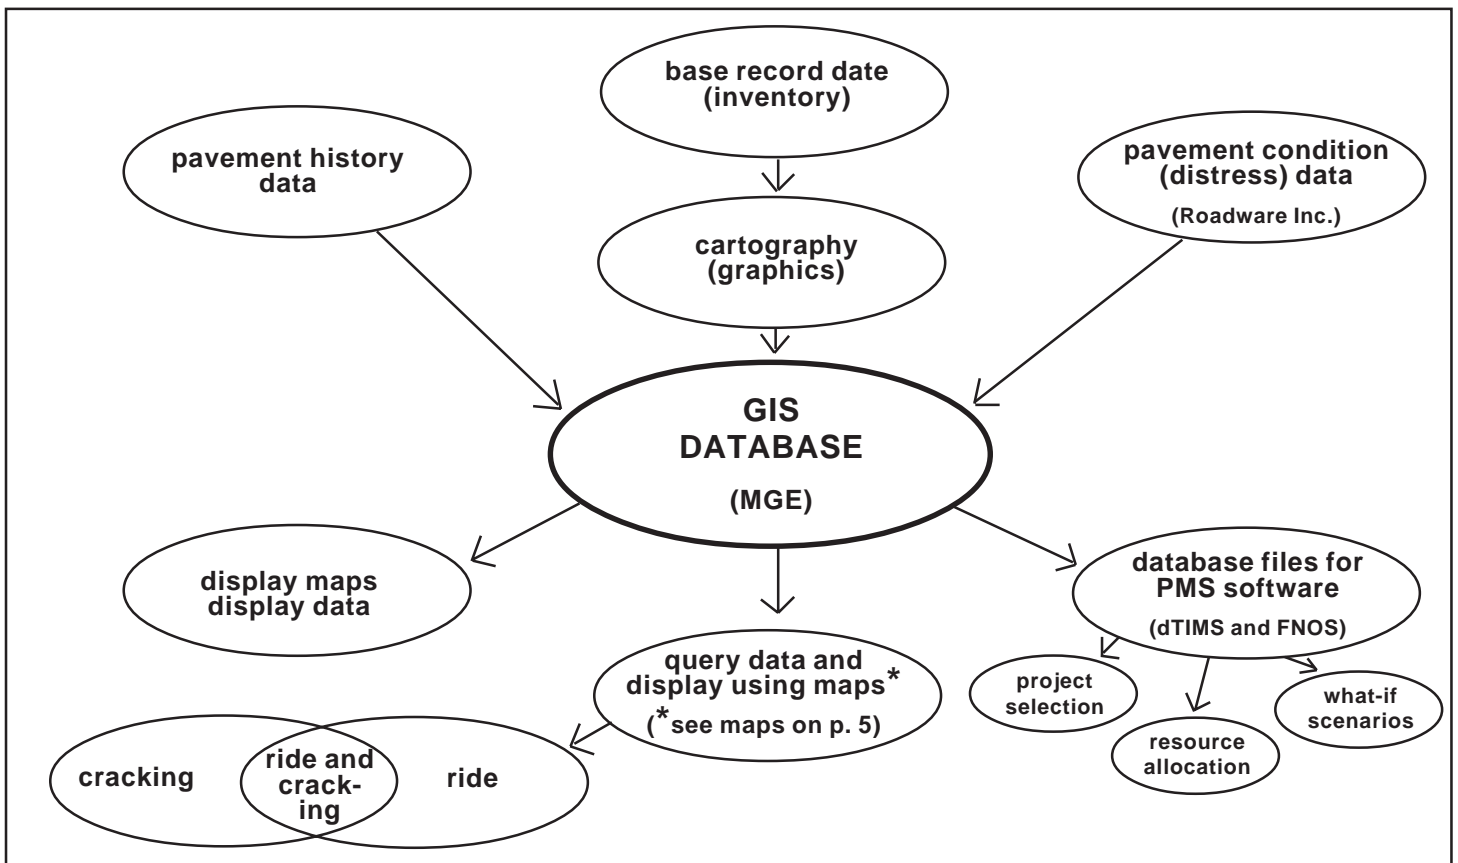 base record date
(inventory)
pavement history
data
pavement condition
(distress) data
(Roadware Inc.)
cartography
(graphics)
GIS
DATABASE
(MGE)
display maps
display data
query data and
display using maps*
(*see maps on p. 5)
database files for
PMS software
(dTIMS and FNOS)
project
selection
resource
allocation
what-if
scenarios
cracking
ride and
crack-
ing
ride